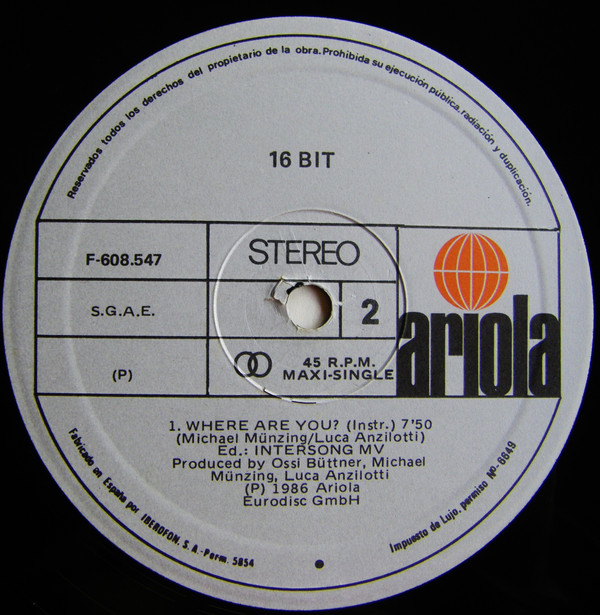 Reservados todos los derechos del propietario de la obra. Prohibida su ejecución pública, radiación y duplicación.
16 BIT
F-608.547
STEREO
S.G.A.E.
2
ariola
(P)
45 R.P.M.
MAXI-SINGLE
1. WHERE ARE YOU? (Instr.) 7'50
(Michael Münzing/Luca Anzilotti)
Ed.: INTERSONG MV
Produced by Ossi Büttner, Michael
Münzing, Luca Anzilotti
(P) 1986 Ariola
Eurodisc GmbH
Fabricado en España por IBEROFON, S. A.-Perm. 5854
Impuesto de Lujo, permiso Nº-6649